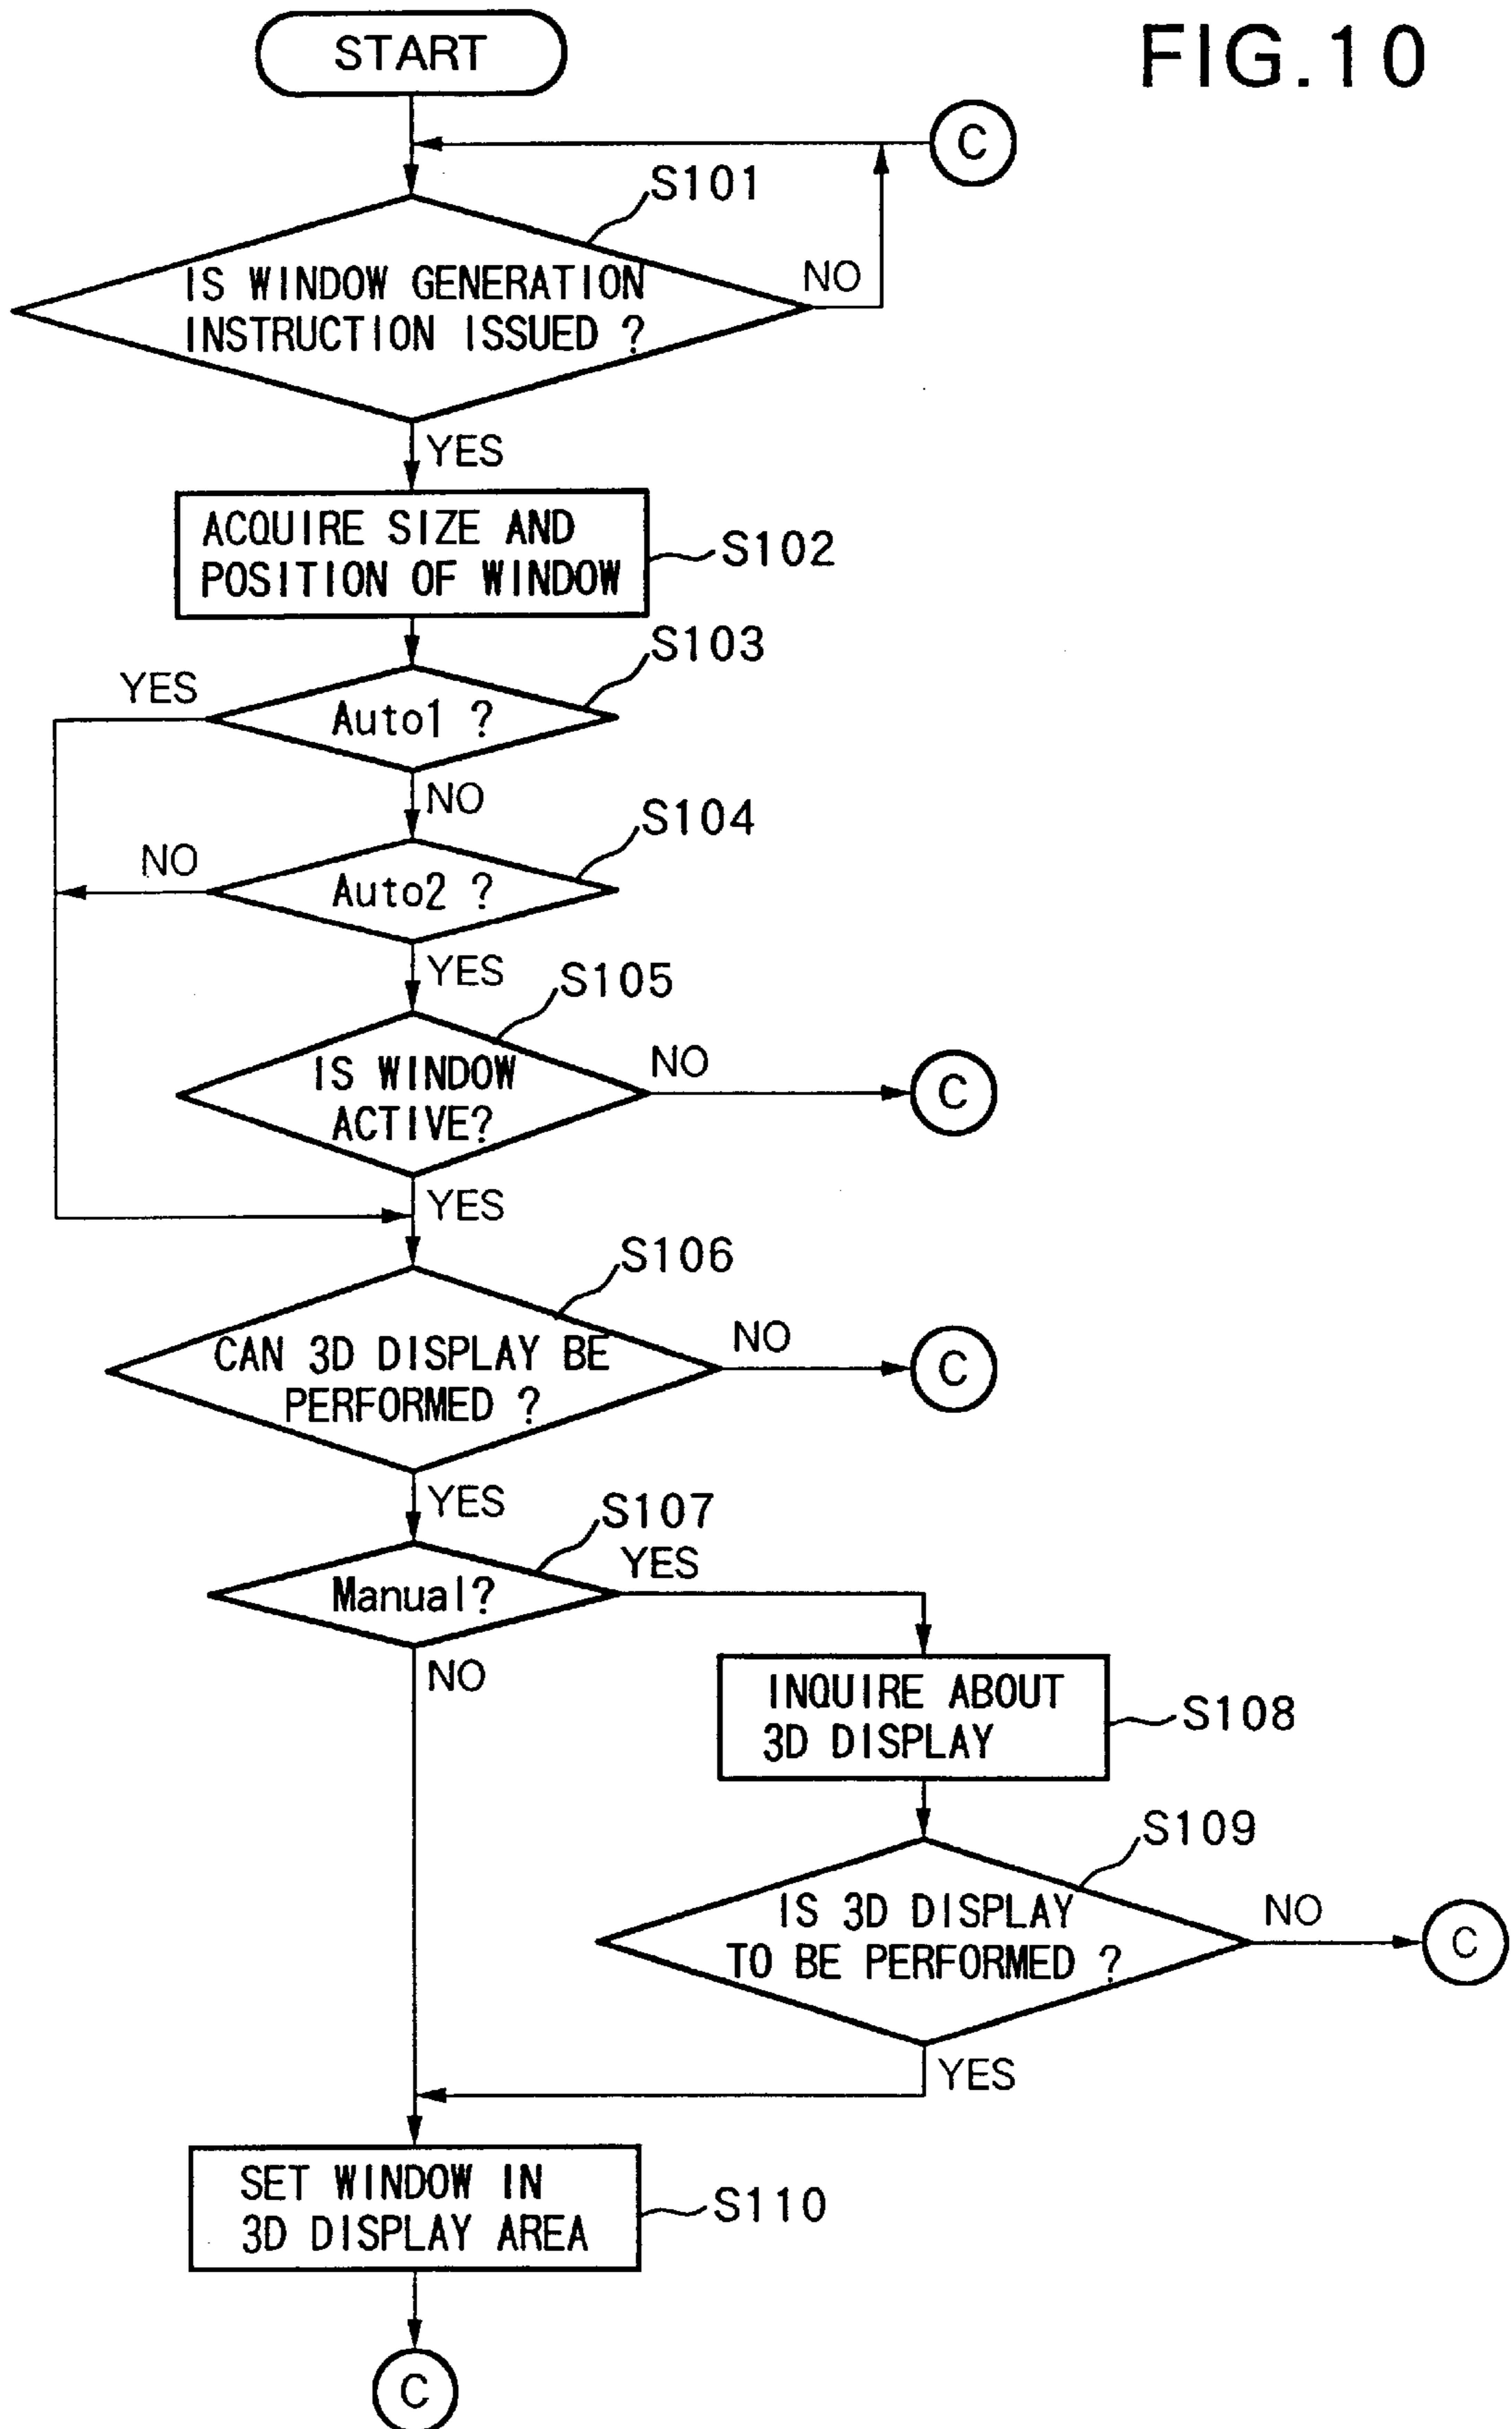 FIG.10
START
C
S101
IS WINDOW GENERATION
INSTRUCTION ISSUED ?
NO
YES
ACQUIRE SIZE AND
POSITION OF WINDOW
S102
S103
YES
Auto1 ?
NO
S104
NO
Auto2 ?
YES
S105
IS WINDOW
ACTIVE?
NO
C
YES
S106
CAN 3D DISPLAY BE
PERFORMED ?
NO
C
YES
S107
Manual?
YES
NO
INQUIRE ABOUT
3D DISPLAY
S108
S109
IS 3D DISPLAY
TO BE PERFORMED ?
NO
C
YES
SET WINDOW IN
3D DISPLAY AREA
S110
C